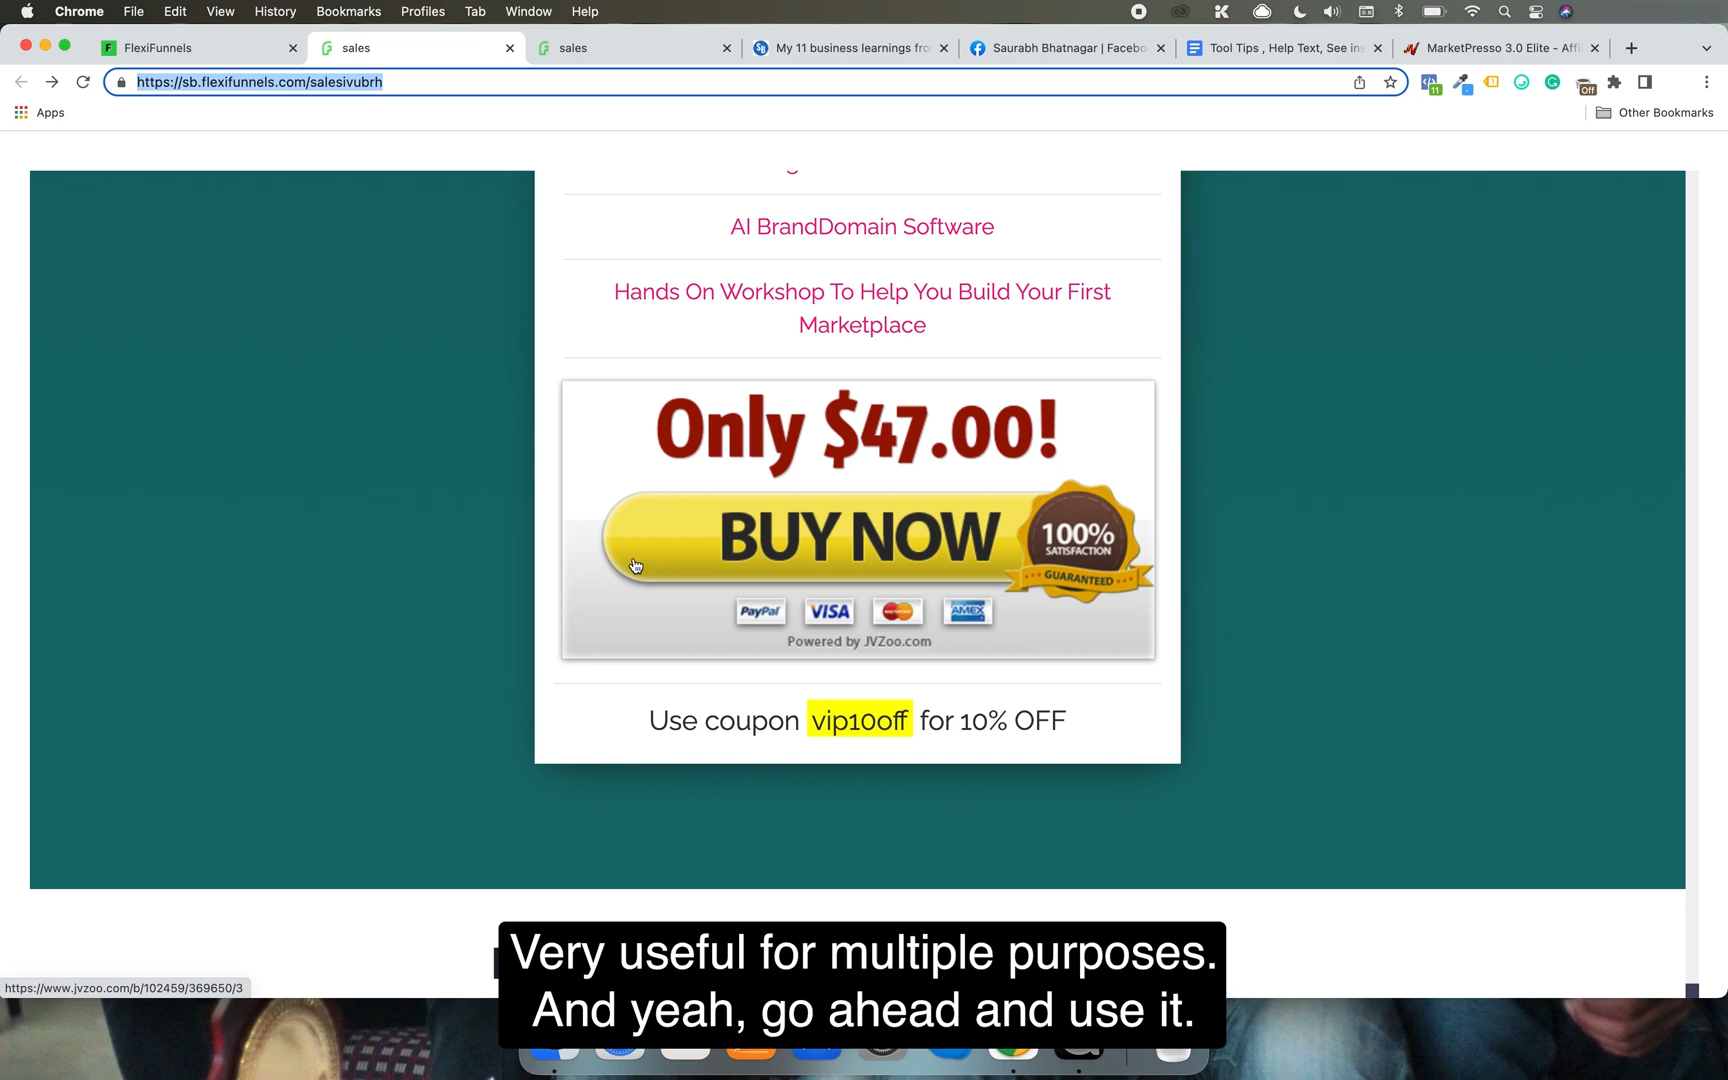 Chrome File Edit View History Bookmarks Profiles Tab Window Help
FlexiFunnels
sales
sales
My 11 business learnings fro
Saurabh Bhatnagar | Facebo
Tool Tips , Help Text, See ins
MarketPresso 3.0 Elite - Affi
https://sb.flexifunnels.com/salesivubrh
11
Off
Apps
Other Bookmarks
AI BrandDomain Software
Hands On Workshop To Help You Build Your First
Marketplace
Only $47.00!
BUY NOW
100%
SATISFACTION
GUARANTEED
PayPal VISA MasterCard AMEX
Powered by JVZoo.com
Use coupon vip10off for 10% OFF
Very useful for multiple purposes.
And yeah, go ahead and use it.
https://www.jvzoo.com/b/102459/369650/3